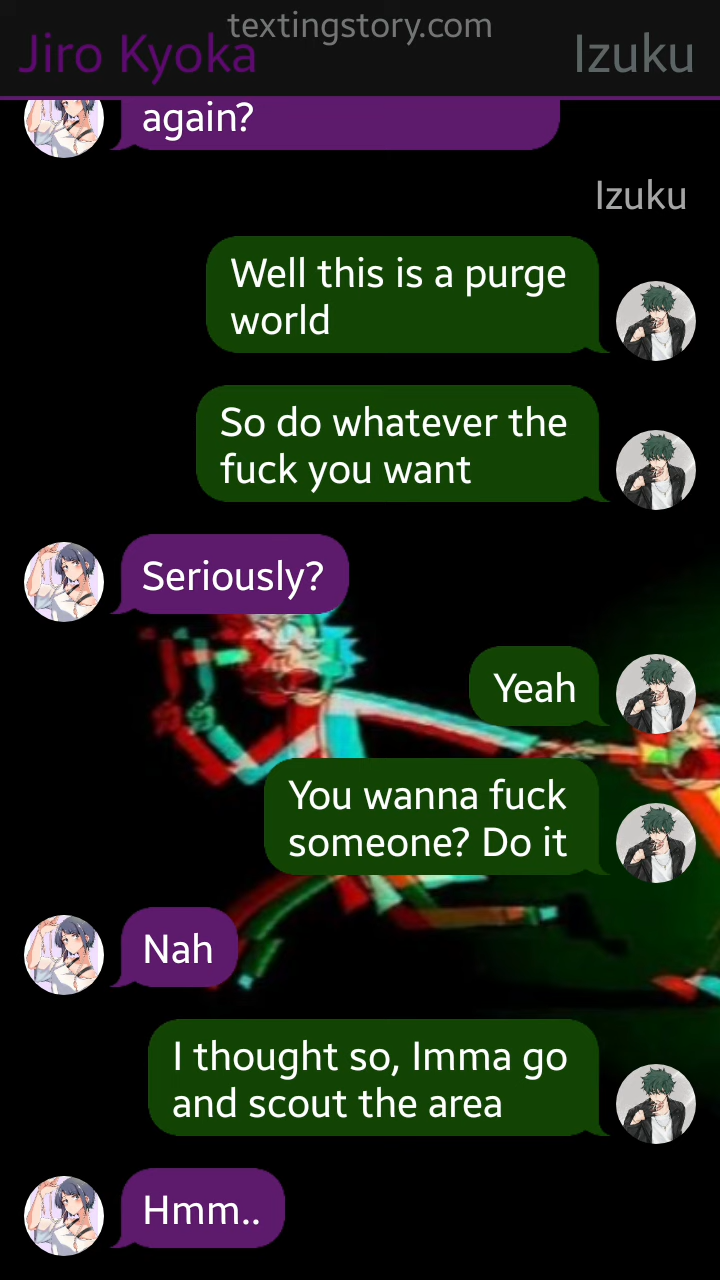 textingstory.com
Jiro Kyoka
Izuku
again?
Izuku
Well this is a purge
world
So do whatever the
fuck you want
Seriously?
Yeah
You wanna fuck
someone? Do it
Nah
I thought so, Imma go
and scout the area
Hmm..